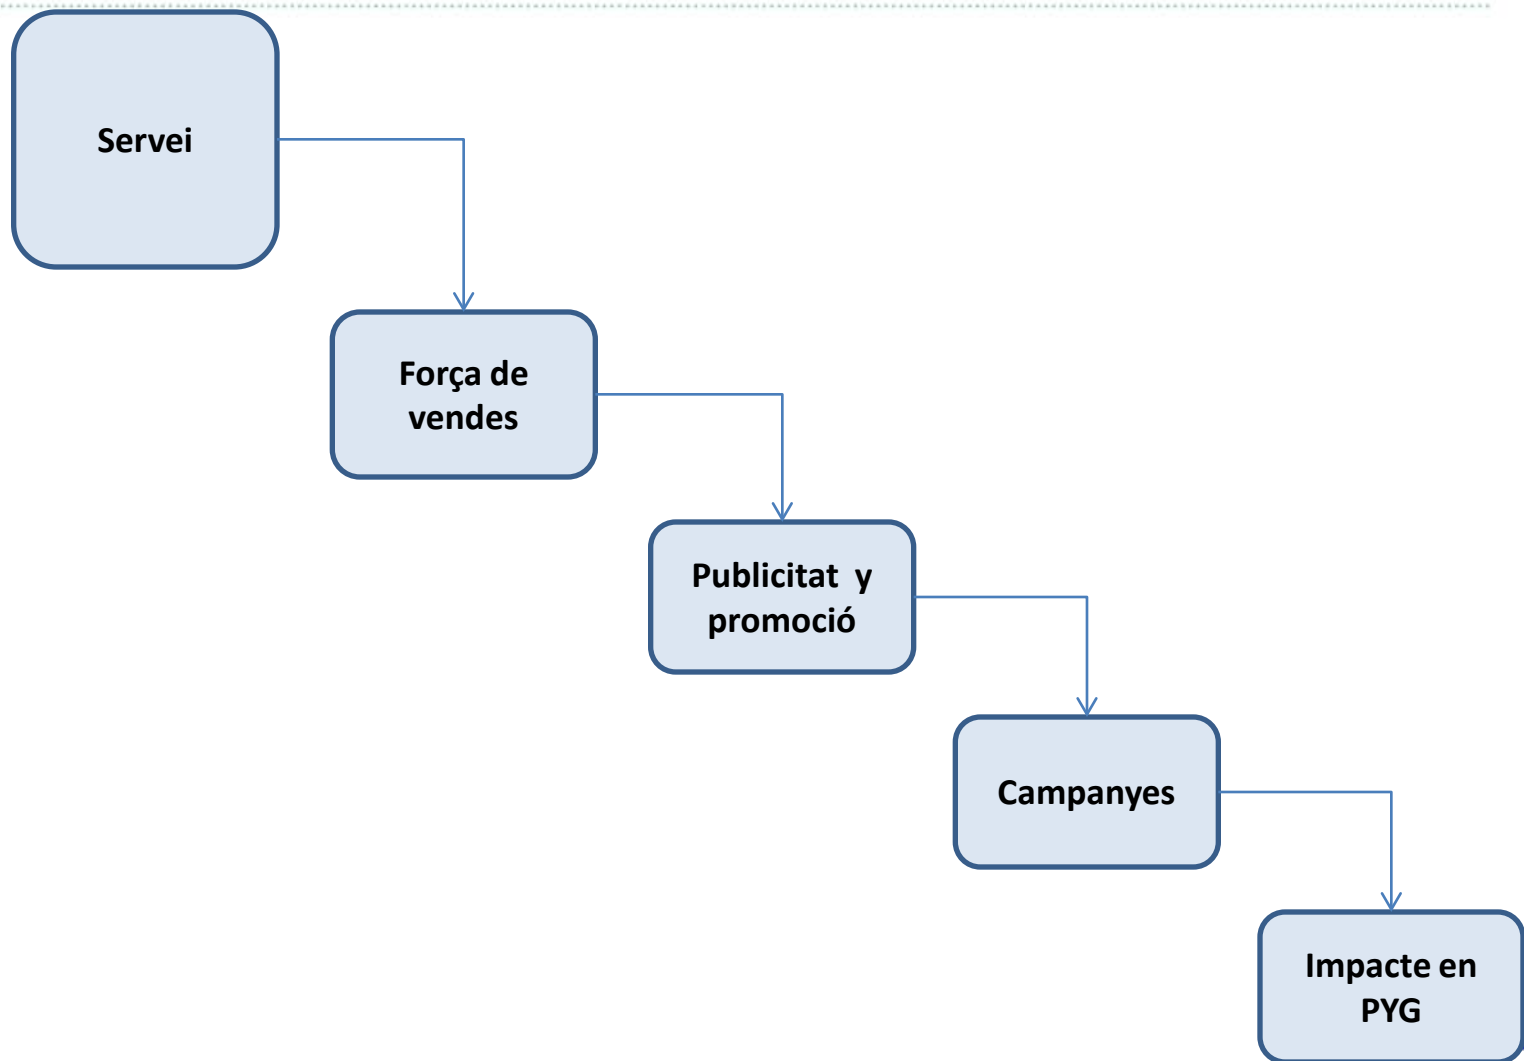 Servei
Força de
vendes
Publicitat  y
promoció
Campanyes
Impacte en
PYG